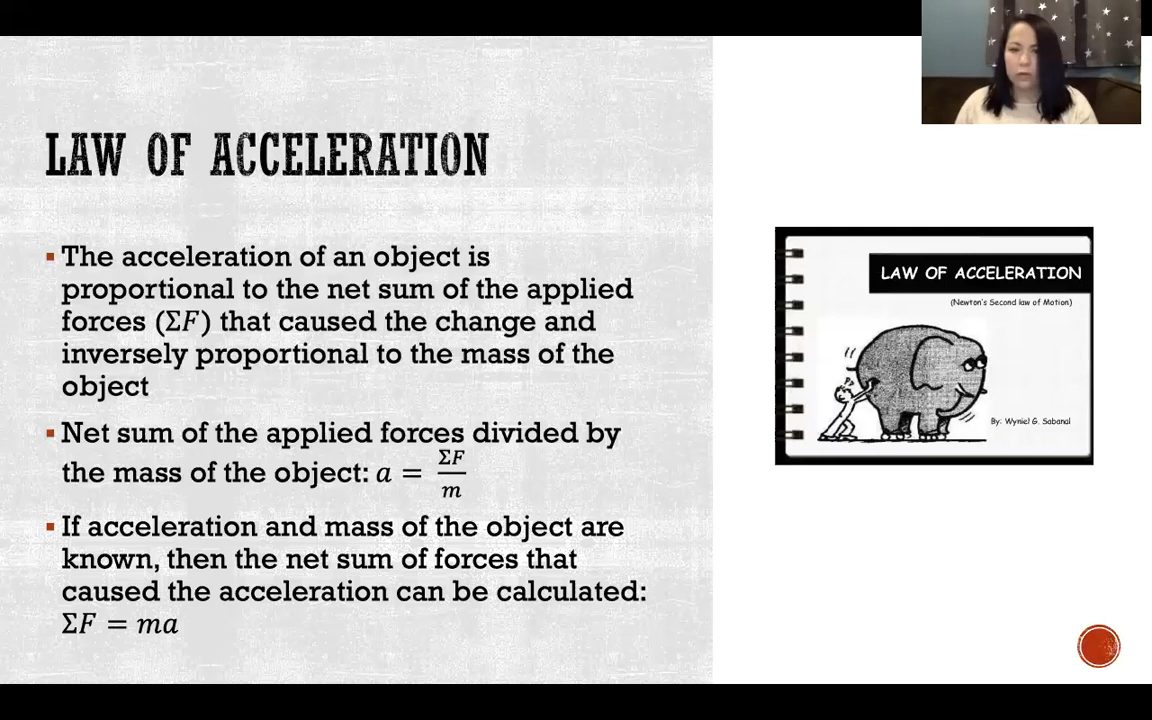 LAW OF ACCELERATION
▪ The acceleration of an object is
proportional to the net sum of the applied
forces (ΣF) that caused the change and
inversely proportional to the mass of the
object
▪ Net sum of the applied forces divided by
the mass of the object: a = ΣF/m
▪ If acceleration and mass of the object are
known, then the net sum of forces that
caused the acceleration can be calculated:
ΣF = ma
LAW OF ACCELERATION
(Newton's Second law of Motion)
By: Wyniel G. Sabanal